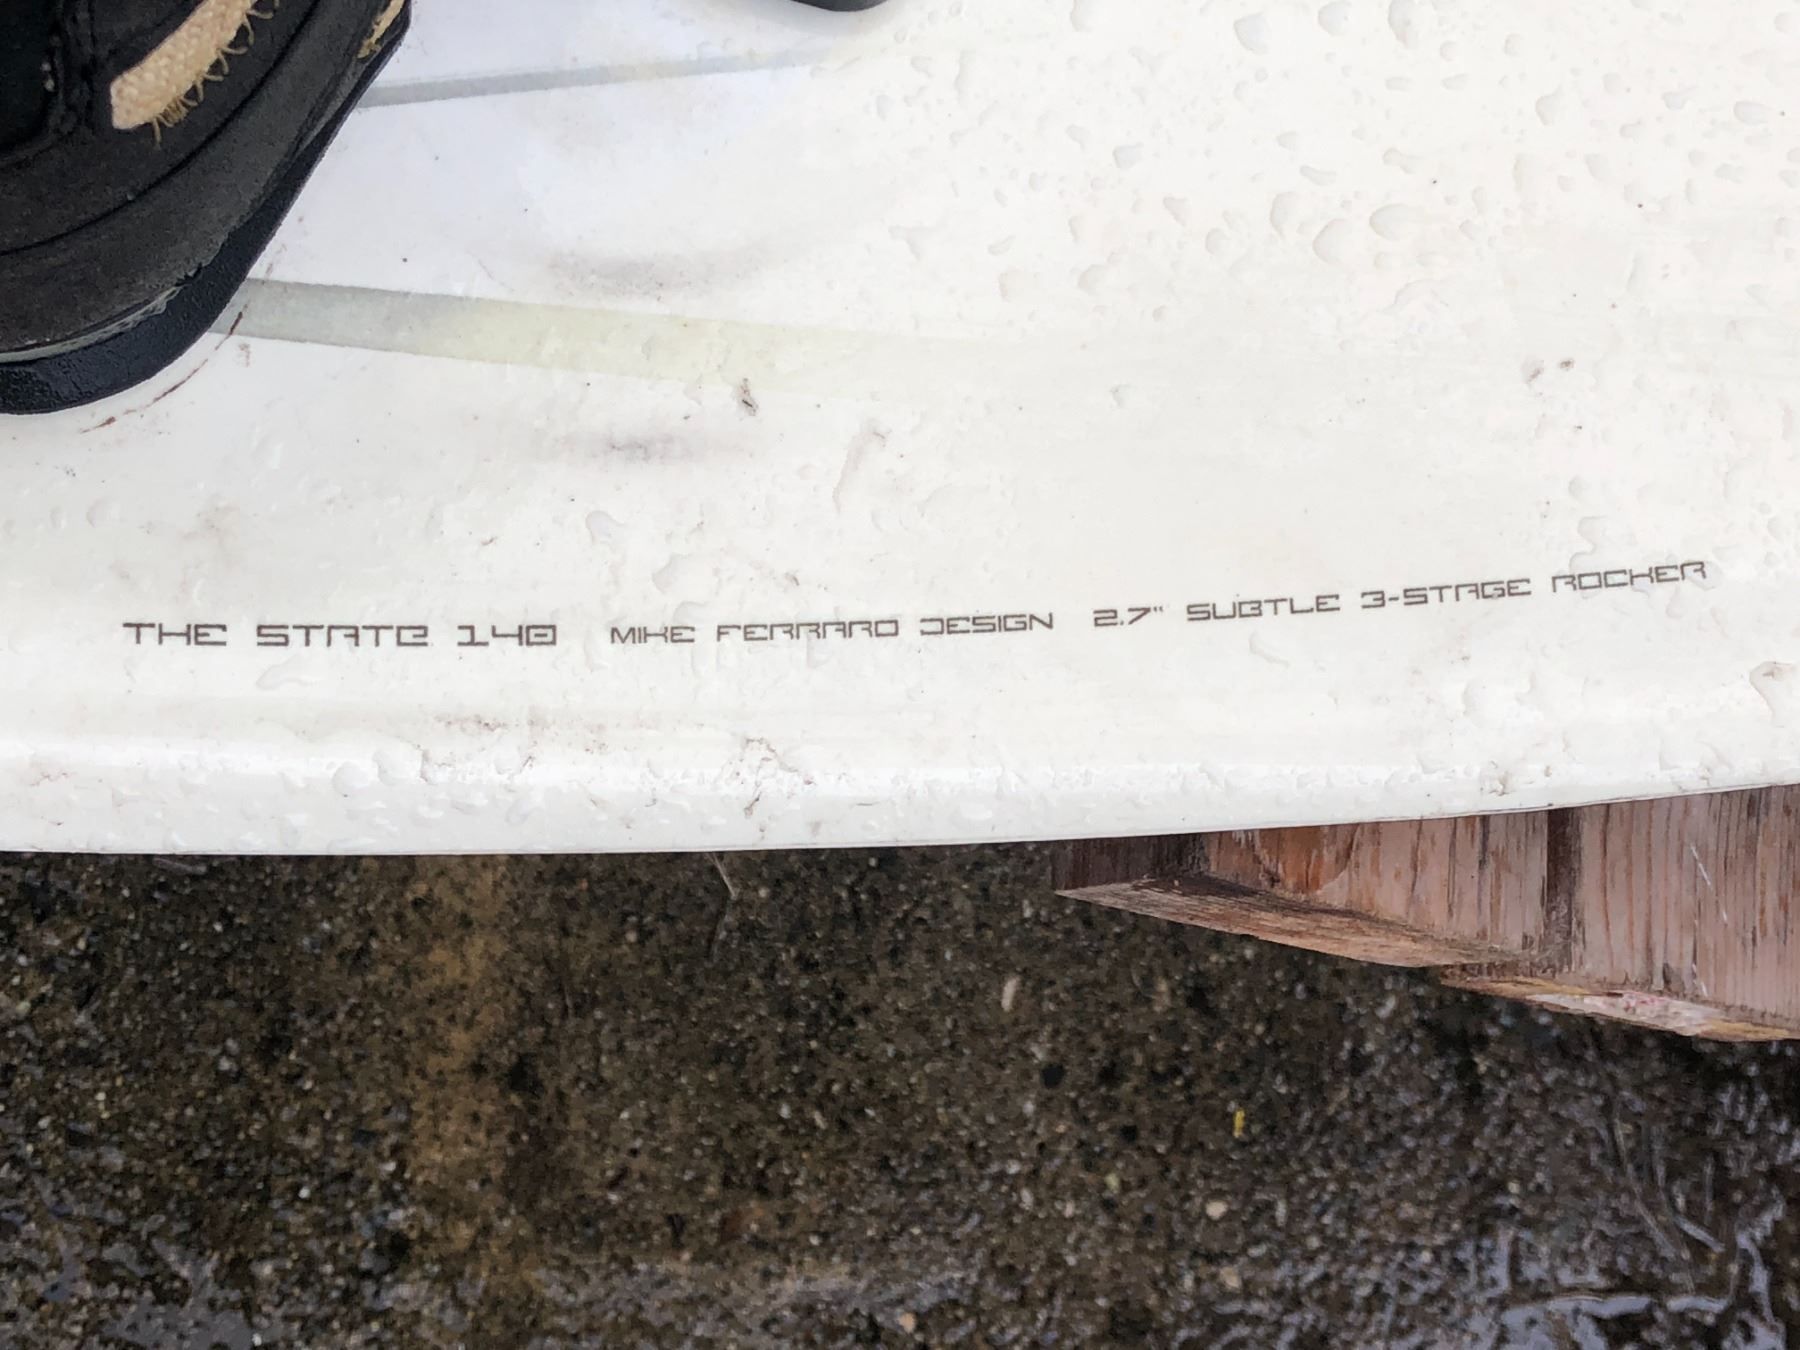 THE STATE 140 MIKE FERRARO DESIGN 2.7" SUBTLE 3-STAGE ROCKER